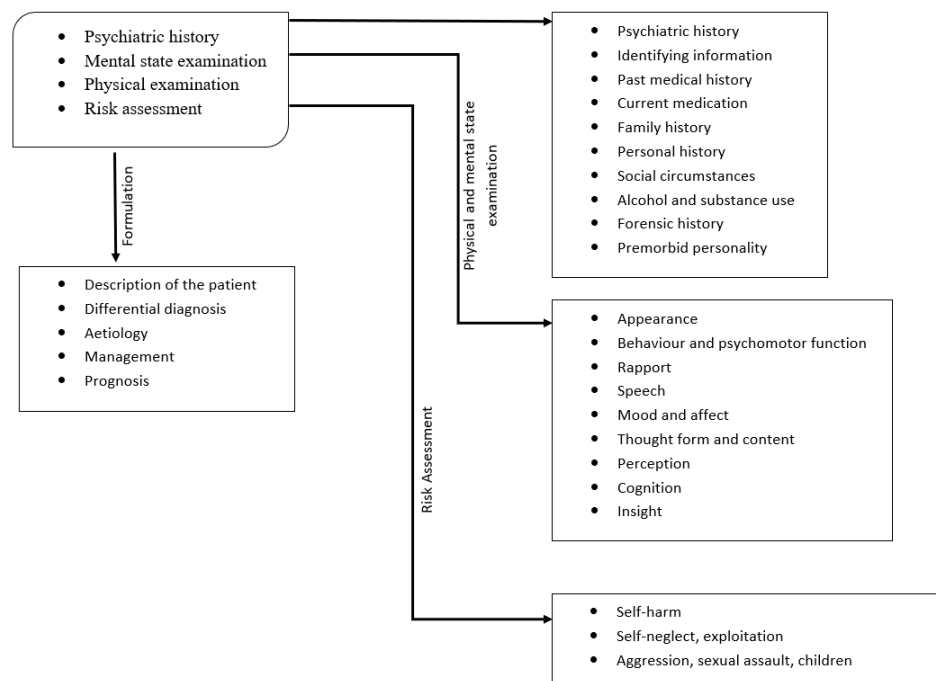 • Psychiatric history
• Mental state examination
• Physical examination
• Risk assessment
Formulation
• Description of the patient
• Differential diagnosis
• Aetiology
• Management
• Prognosis
• Psychiatric history
• Identifying information
• Past medical history
• Current medication
• Family history
• Personal history
• Social circumstances
• Alcohol and substance use
• Forensic history
• Premorbid personality
Physical and mental state
examination
• Appearance
• Behaviour and psychomotor function
• Rapport
• Speech
• Mood and affect
• Thought form and content
• Perception
• Cognition
• Insight
Risk Assessment
• Self-harm
• Self-neglect, exploitation
• Aggression, sexual assault, children